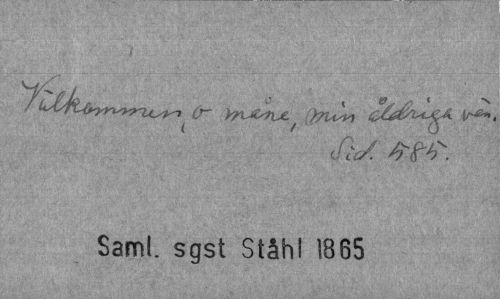 Välkommen, o måne, min åldriga vän.
Sid. 585.
Saml. sgst Ståhl 1865